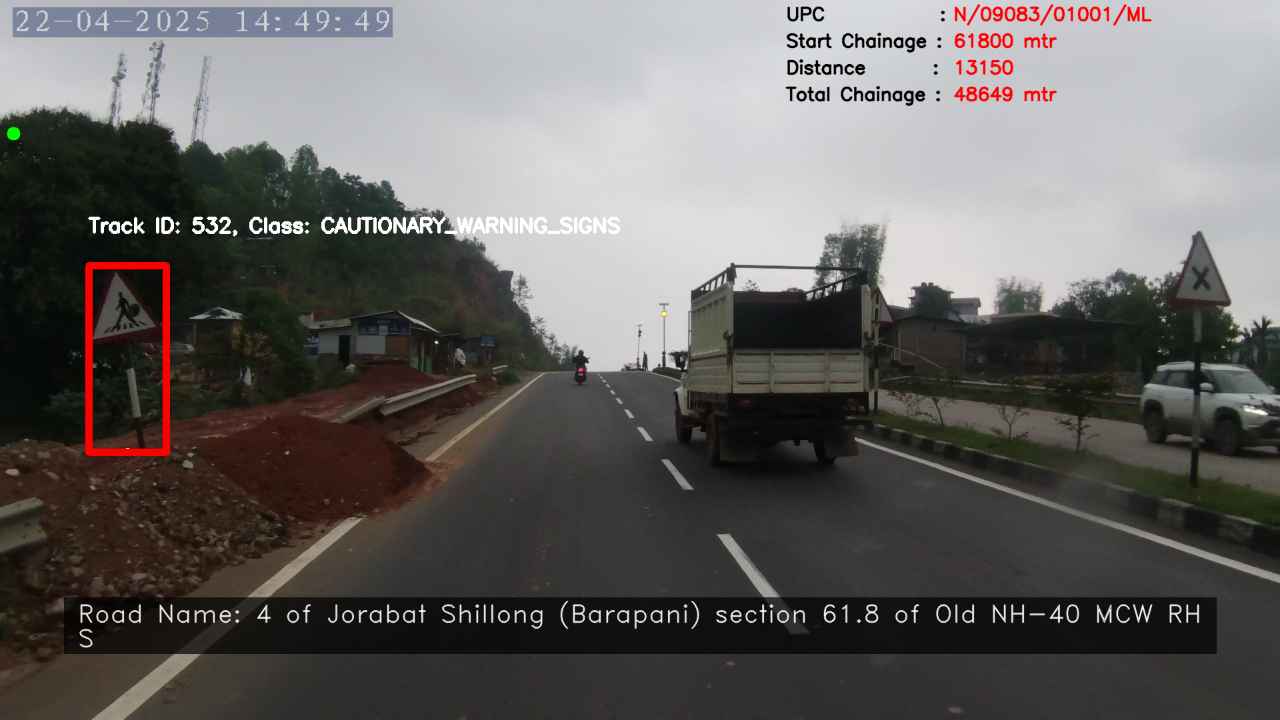 22-04-2025 14:49:49
UPC : N/09083/01001/ML
Start Chainage : 61800 mtr
Distance : 13150
Total Chainage : 48649 mtr
Track ID: 532, Class: CAUTIONARY_WARNING_SIGNS
Road Name: 4 of Jorabat Shillong (Barapani) section 61.8 of Old NH-40 MCW RH
S